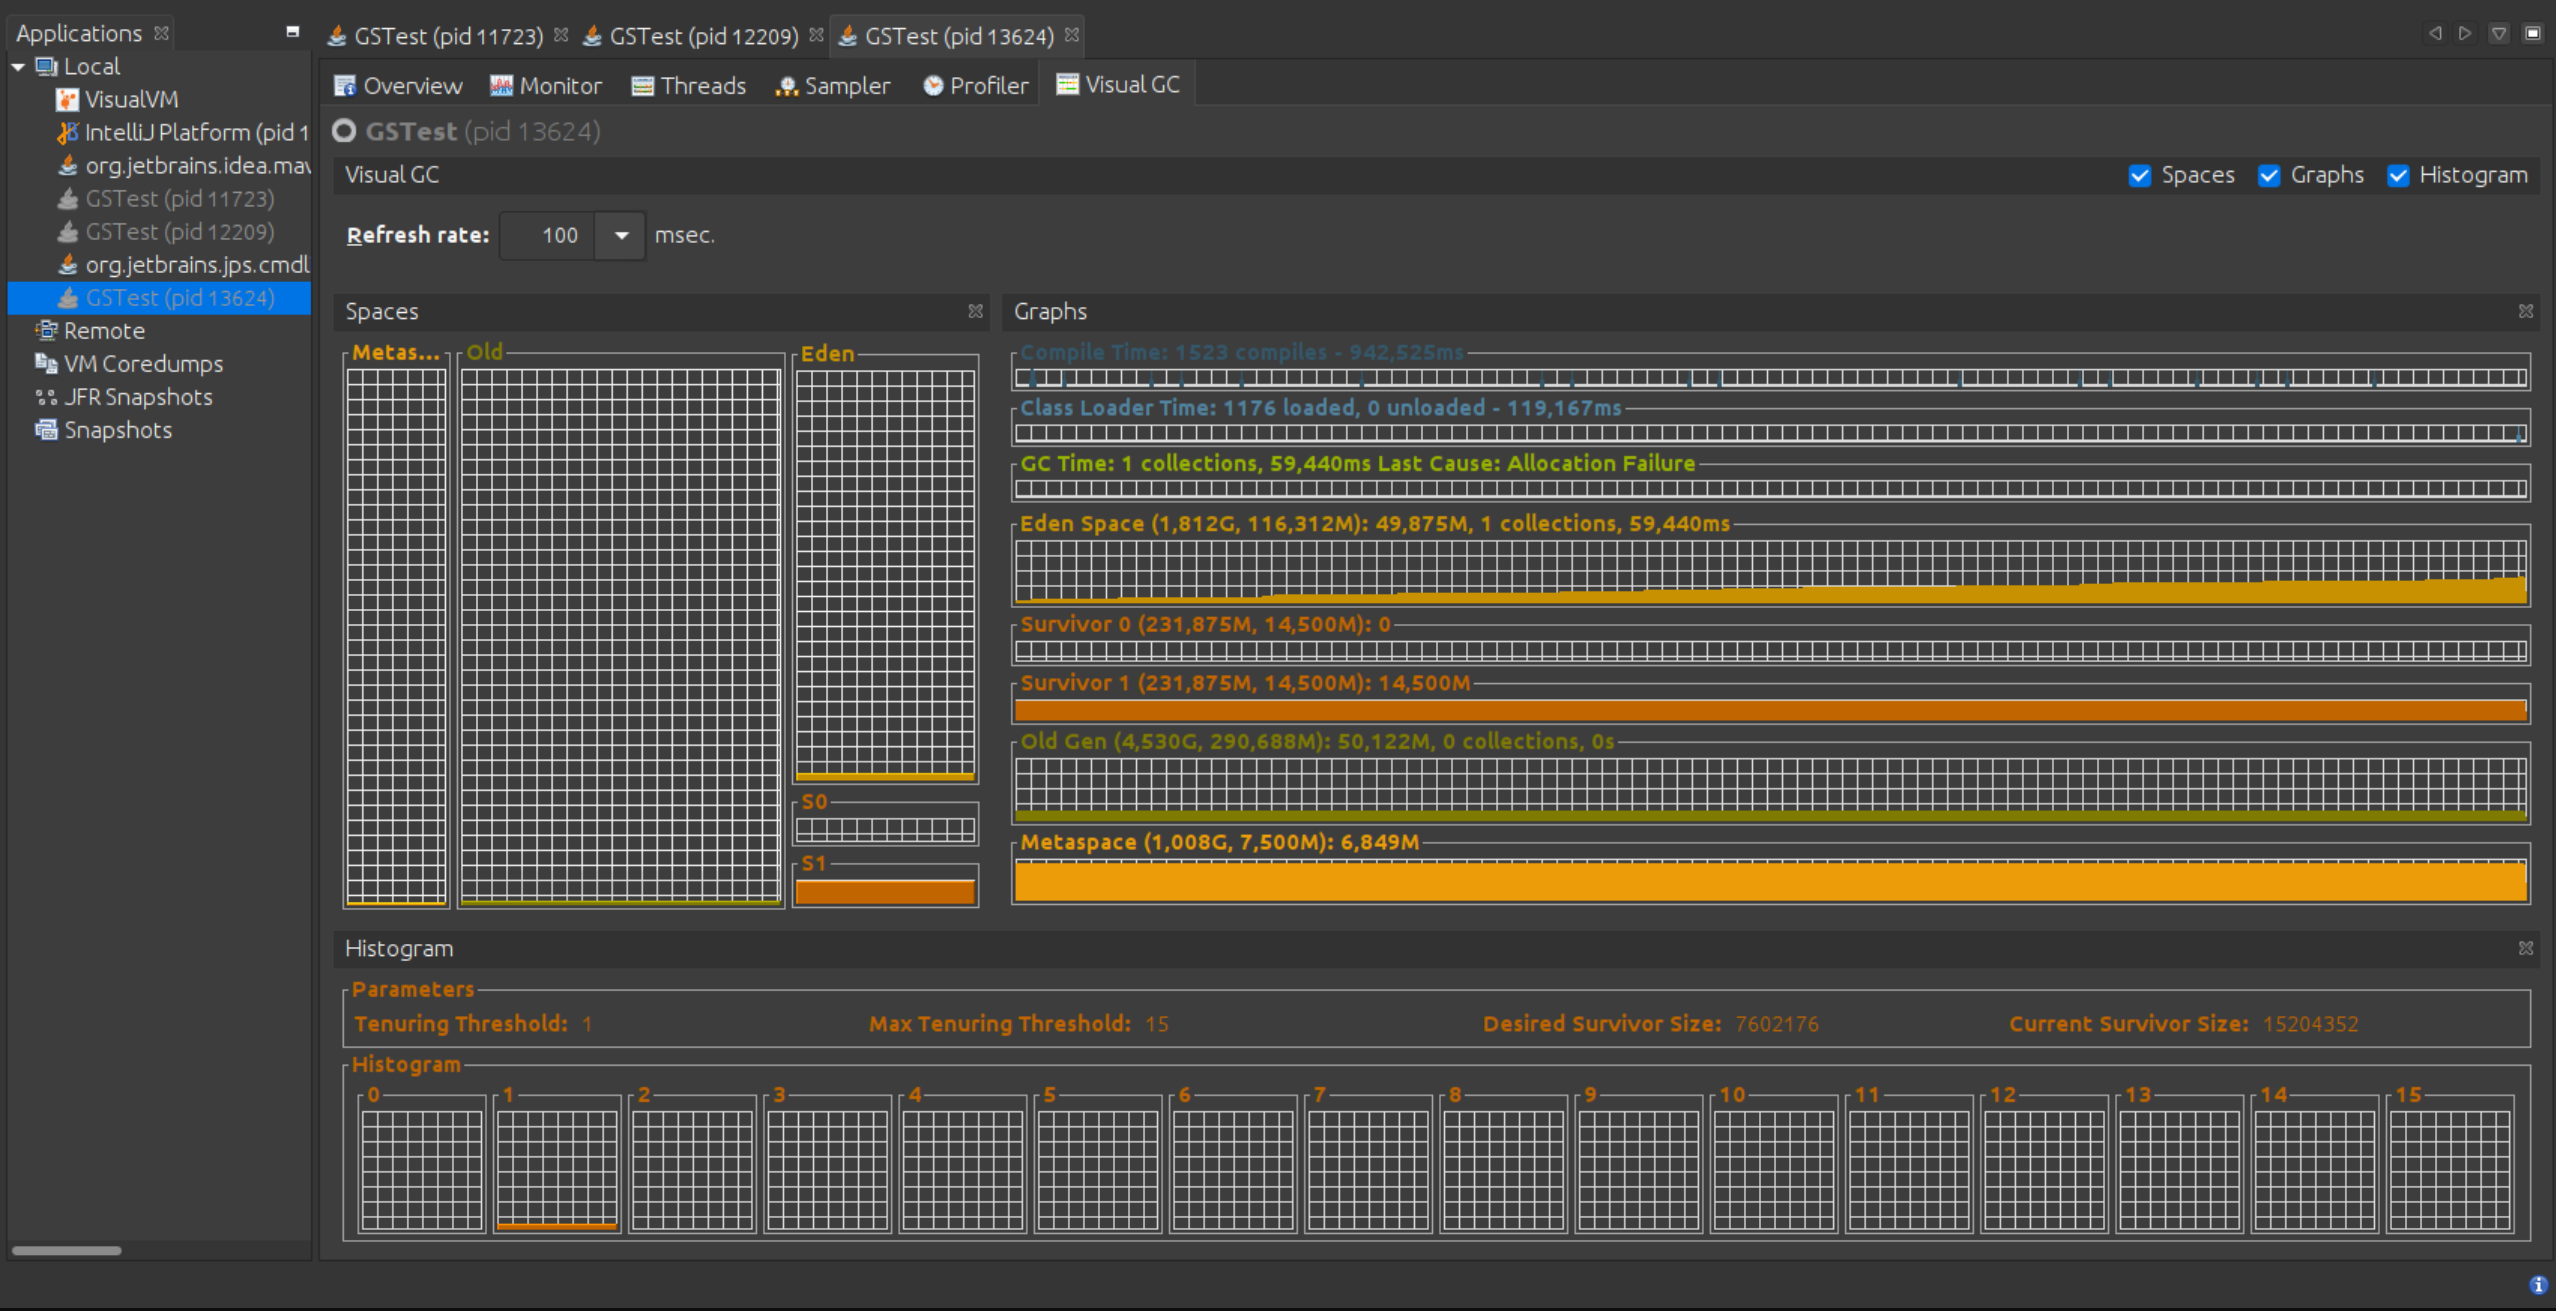 Applications
GSTest (pid 11723) GSTest (pid 12209) GSTest (pid 13624)
Local
VisualVM
IntelliJ Platform (pid 1
org.jetbrains.idea.mav
GSTest (pid 11723)
GSTest (pid 12209)
org.jetbrains.jps.cmdl
GSTest (pid 13624)
Remote
VM Coredumps
JFR Snapshots
Snapshots
Overview Monitor Threads Sampler Profiler Visual GC
GSTest (pid 13624)
Visual GC Spaces Graphs Histogram
Refresh rate: 100 msec.
Spaces
Metas... Old Eden
S0
S1
Graphs
Compile Time: 1523 compiles - 942,525ms
Class Loader Time: 1176 loaded, 0 unloaded - 119,167ms
GC Time: 1 collections, 59,440ms Last Cause: Allocation Failure
Eden Space (1,812G, 116,312M): 49,875M, 1 collections, 59,440ms
Survivor 0 (231,875M, 14,500M): 0
Survivor 1 (231,875M, 14,500M): 14,500M
Old Gen (4,530G, 290,688M): 50,122M, 0 collections, 0s
Metaspace (1,008G, 7,500M): 6,849M
Histogram
Parameters
Tenuring Threshold: 1 Max Tenuring Threshold: 15 Desired Survivor Size: 7602176 Current Survivor Size: 15204352
Histogram
0 1 2 3 4 5 6 7 8 9 10 11 12 13 14 15